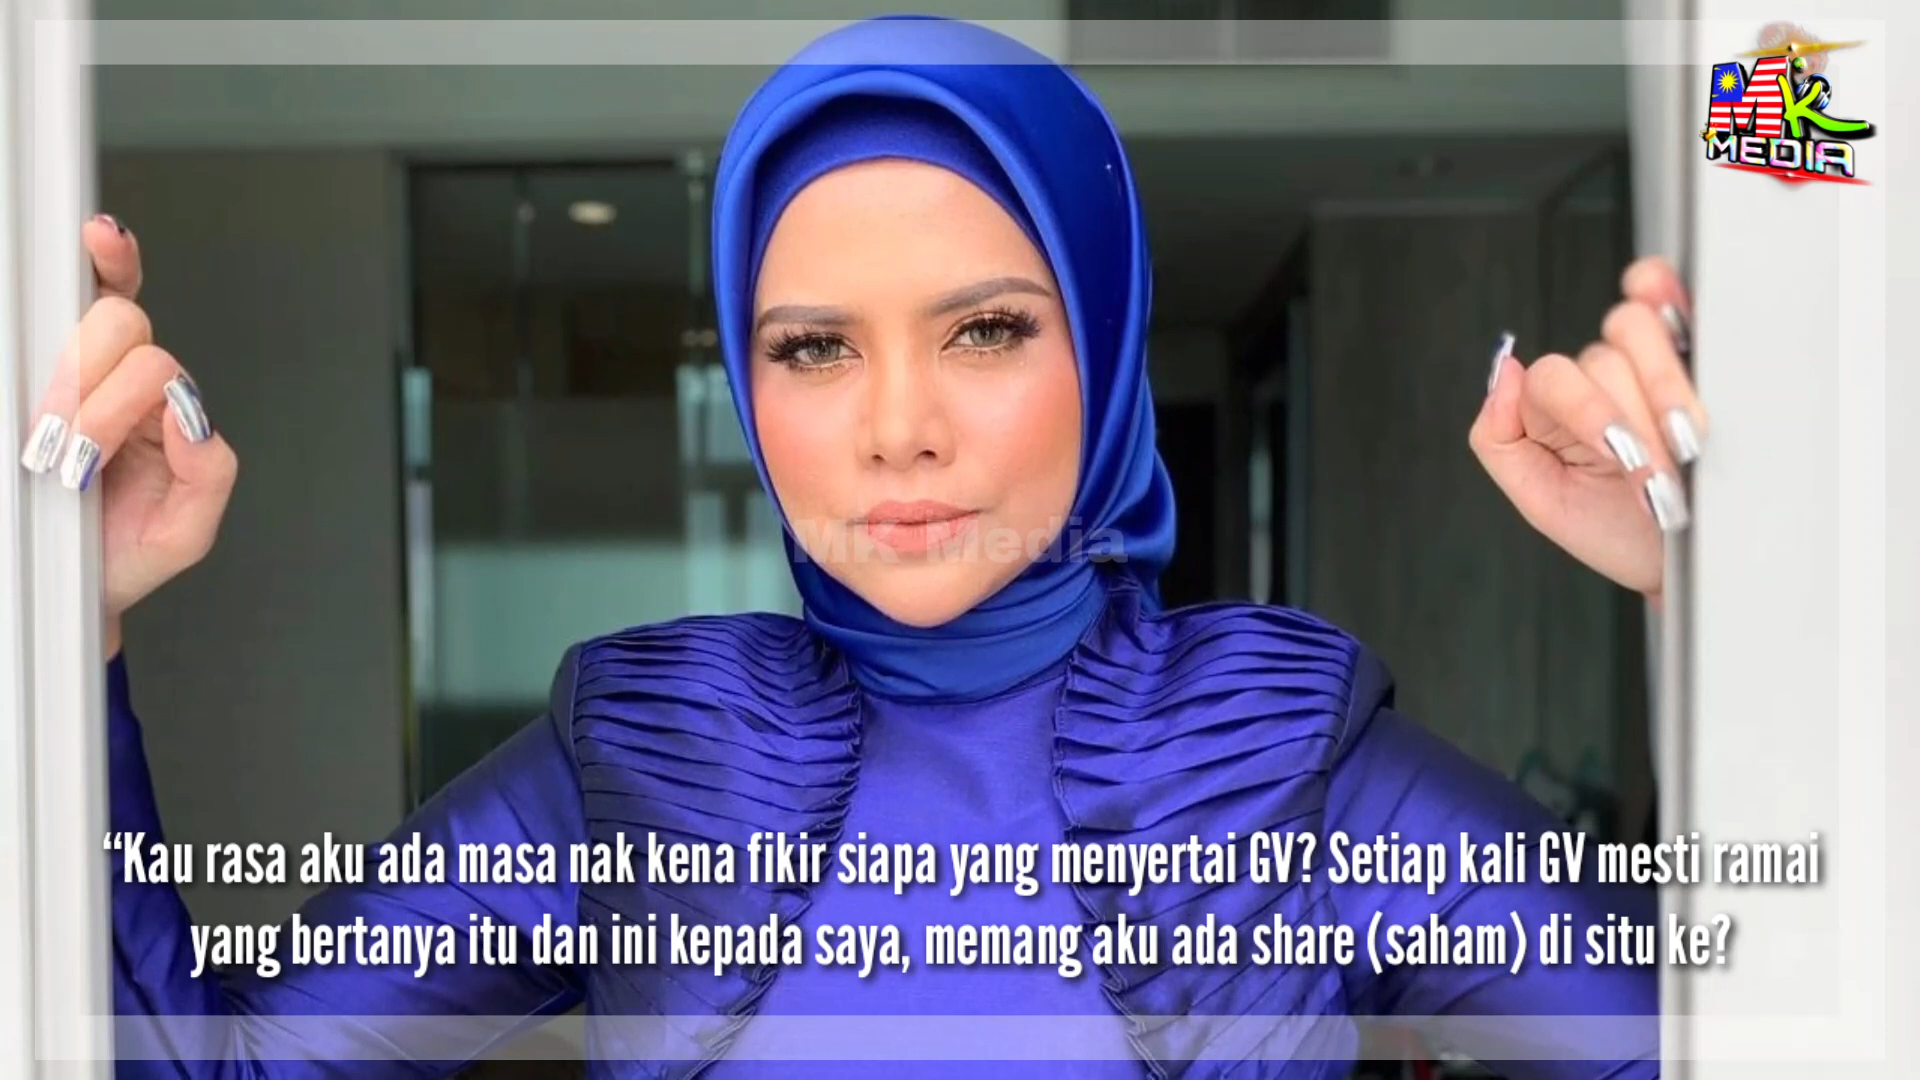 MK
MEDIA
MK Media
“Kau rasa aku ada masa nak kena fikir siapa yang menyertai GV? Setiap kali GV mesti ramai
yang bertanya itu dan ini kepada saya, memang aku ada share (saham) di situ ke?